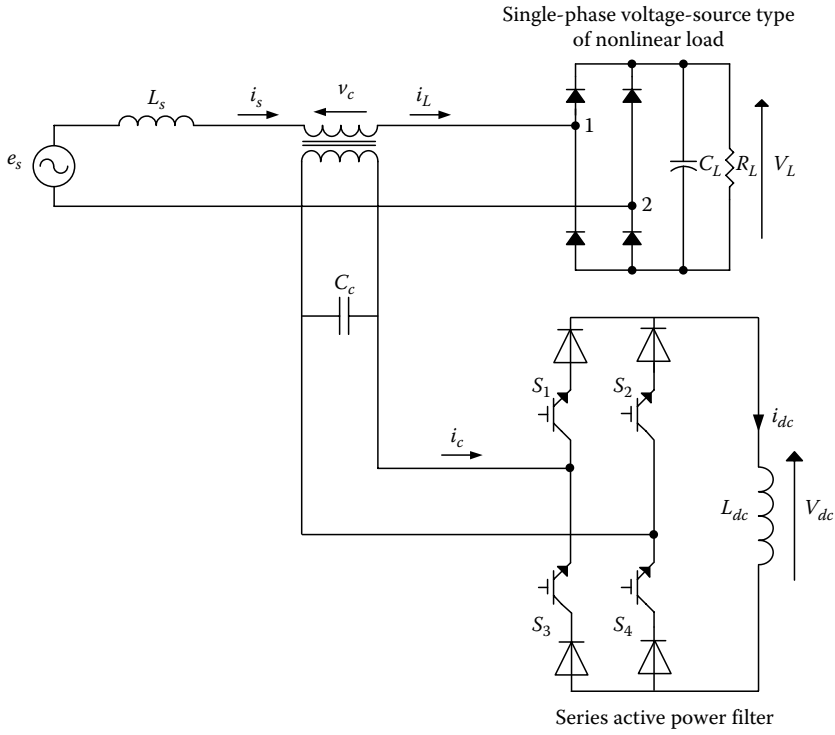 Single-phase voltage-source type
of nonlinear load
L_s
i_s
v_c
i_L
e_s
1
2
C_L
R_L
V_L
C_c
S_1
S_2
i_dc
i_c
L_dc
V_dc
S_3
S_4
Series active power filter